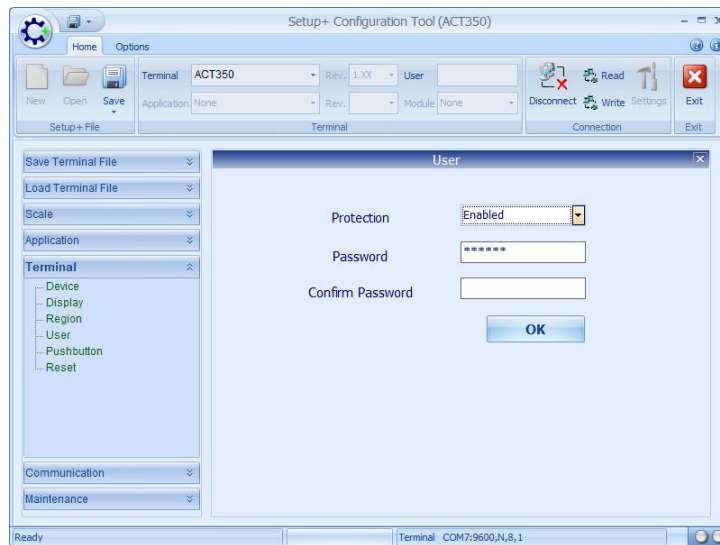 Setup+ Configuration Tool (ACT350)
Home Options
New Open Save
Setup+File
Terminal ACT350 Rev. 1.XX User
Application None Rev. Module None
Terminal
Disconnect Read Write Settings
Connection
Exit
Exit
Save Terminal File
Load Terminal File
Scale
Application
Terminal
Device
Display
Region
User
Pushbutton
Reset
Communication
Maintenance
User
Protection Enabled
Password ******
Confirm Password
OK
Ready Terminal COM7:9600,N,8,1